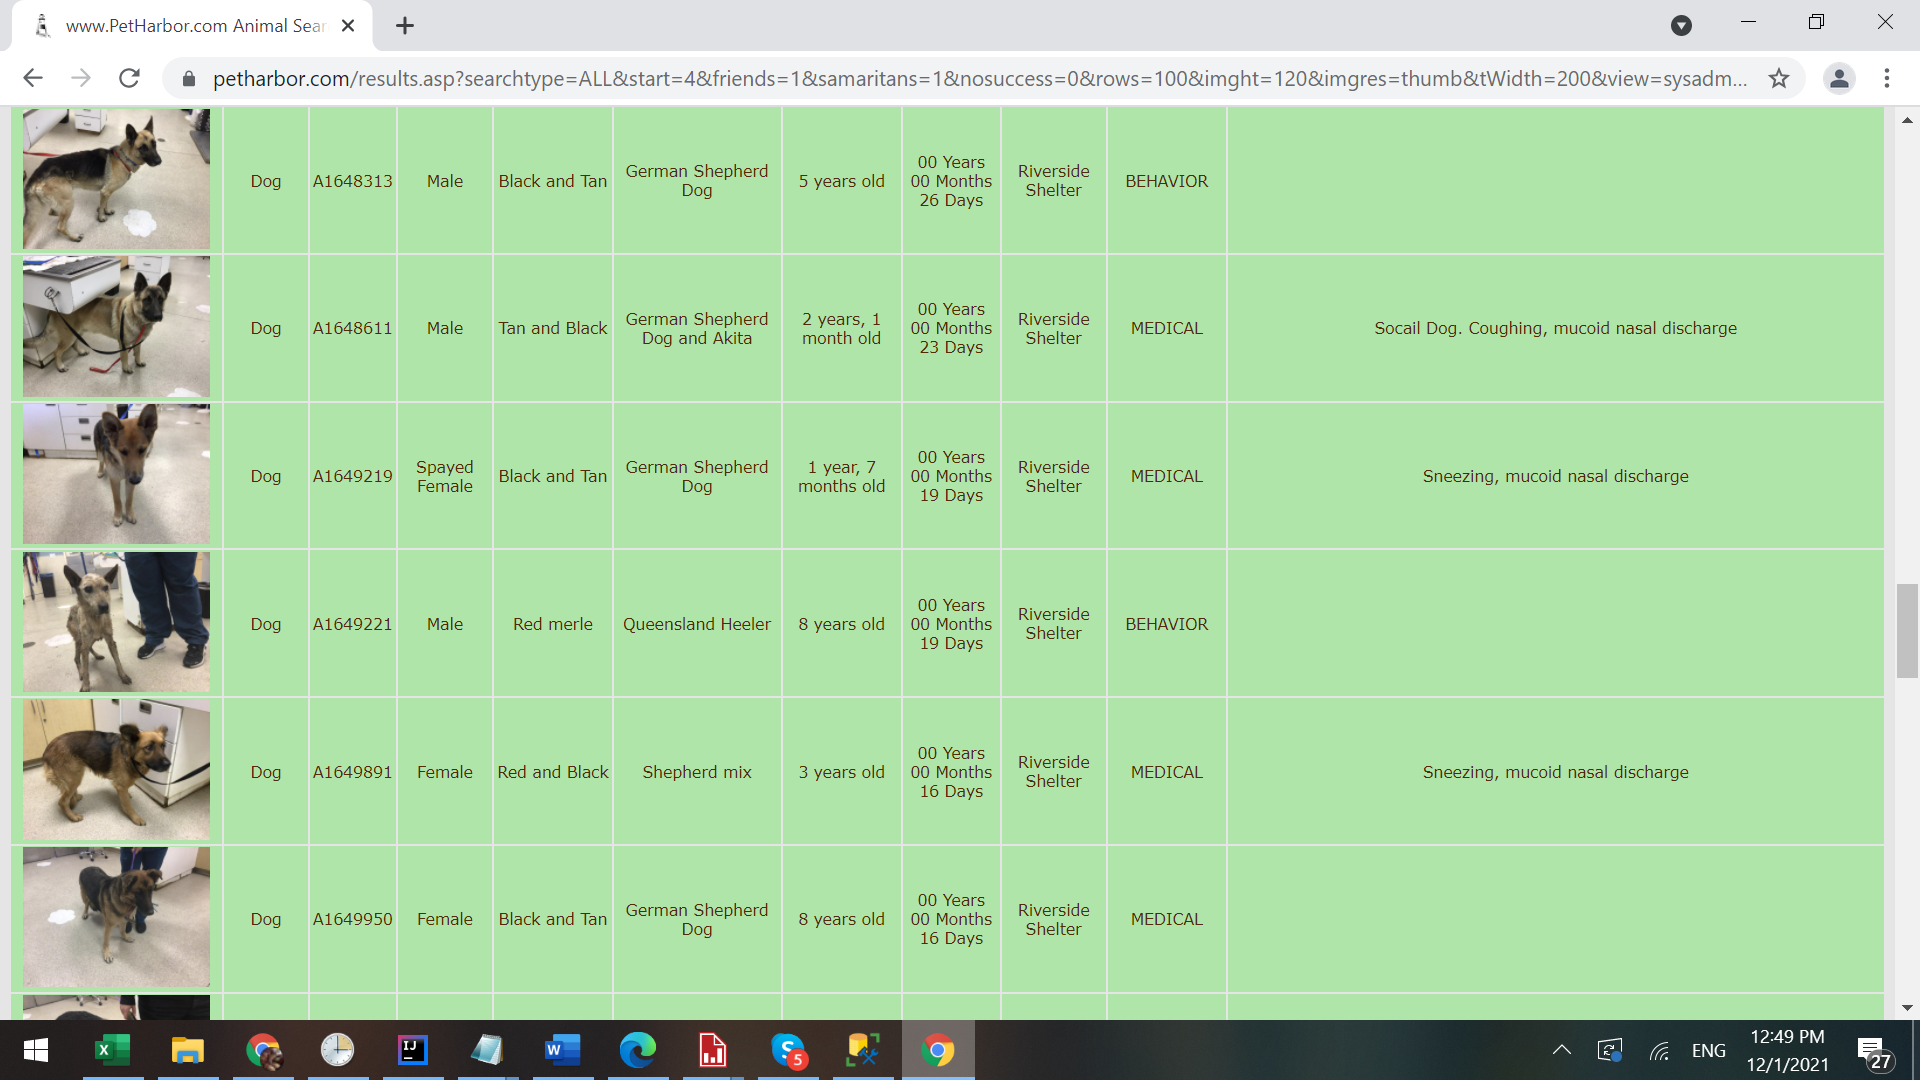 www.PetHarbor.com Animal Sear
petharbor.com/results.asp?searchtype=ALL&start=4&friends=1&samaritans=1&nosuccess=0&rows=100&imght=120&imgres=thumb&tWidth=200&view=sysadm...
Dog
A1648313
Male
Black and Tan
German Shepherd
Dog
5 years old
00 Years
00 Months
26 Days
Riverside
Shelter
BEHAVIOR
Dog
A1648611
Male
Tan and Black
German Shepherd
Dog and Akita
2 years, 1
month old
00 Years
00 Months
23 Days
Riverside
Shelter
MEDICAL
Socail Dog. Coughing, mucoid nasal discharge
Dog
A1649219
Spayed
Female
Black and Tan
German Shepherd
Dog
1 year, 7
months old
00 Years
00 Months
19 Days
Riverside
Shelter
MEDICAL
Sneezing, mucoid nasal discharge
Dog
A1649221
Male
Red merle
Queensland Heeler
8 years old
00 Years
00 Months
19 Days
Riverside
Shelter
BEHAVIOR
Dog
A1649891
Female
Red and Black
Shepherd mix
3 years old
00 Years
00 Months
16 Days
Riverside
Shelter
MEDICAL
Sneezing, mucoid nasal discharge
Dog
A1649950
Female
Black and Tan
German Shepherd
Dog
8 years old
00 Years
00 Months
16 Days
Riverside
Shelter
MEDICAL
X
IJ
W
S
5
ENG
12:49 PM
12/1/2021
27